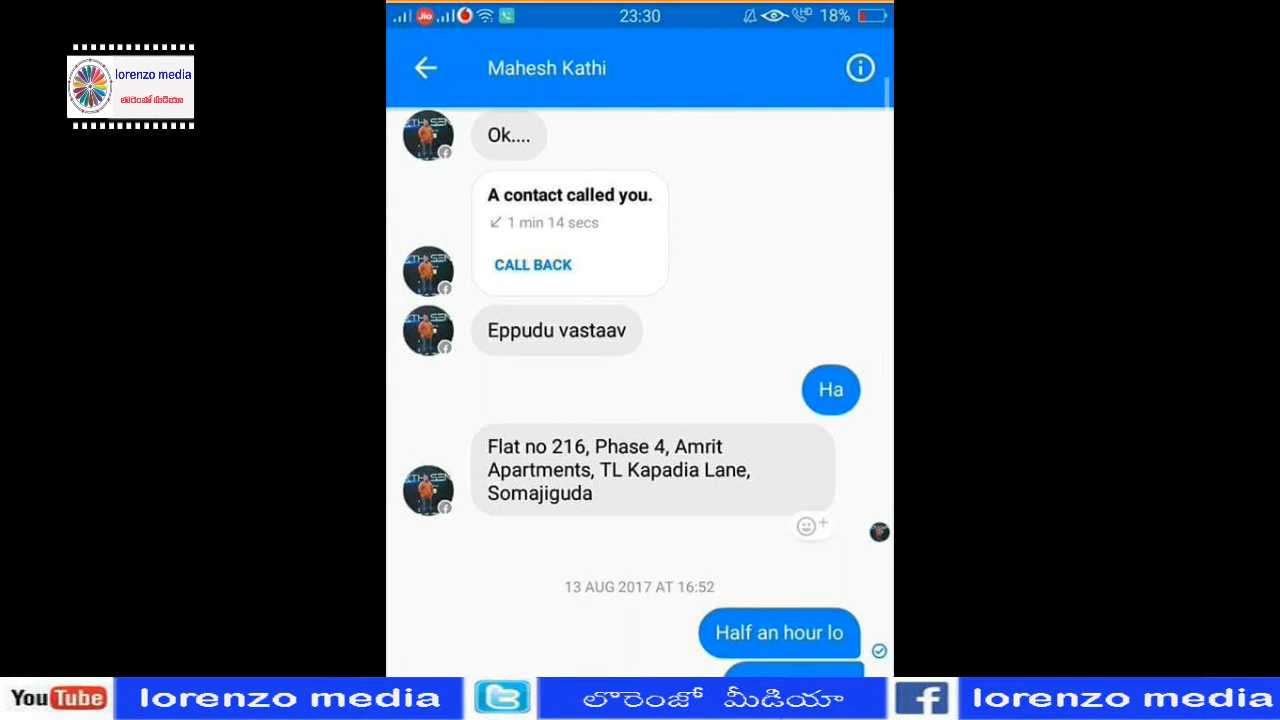 Jio
23:30
HD
18%
lorenzo media
లొరెంజో మీడియా
Mahesh Kathi
Ok....
A contact called you.
1 min 14 secs
CALL BACK
Eppudu vastaav
Ha
Flat no 216, Phase 4, Amrit
Apartments, TL Kapadia Lane,
Somajiguda
13 AUG 2017 AT 16:52
Half an hour lo
YouTube
lorenzo media
లొరెంజో మీడియా
lorenzo media